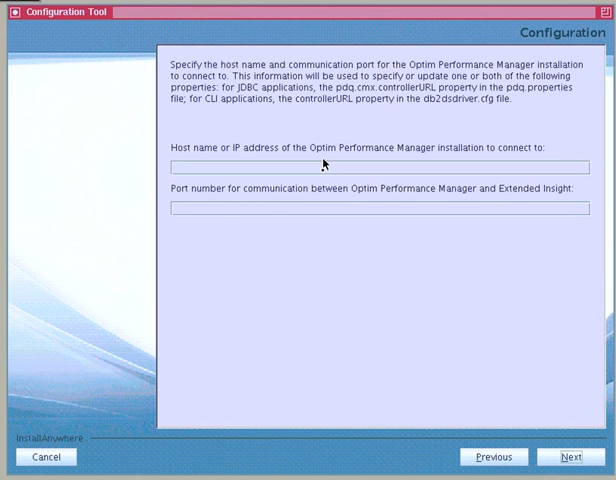 Configuration Tool
Configuration
Specify the host name and communication port for the Optim Performance Manager installation
to connect to. This information will be used to specify or update one or both of the following
properties: for JDBC applications, the pdq.cmx.controllerURL property in the pdq.properties
file; for CLI applications, the controllerURL property in the db2dsdriver.cfg file.
Host name or IP address of the Optim Performance Manager installation to connect to:
Port number for communication between Optim Performance Manager and Extended Insight:
InstallAnywhere
Cancel
Previous
Next